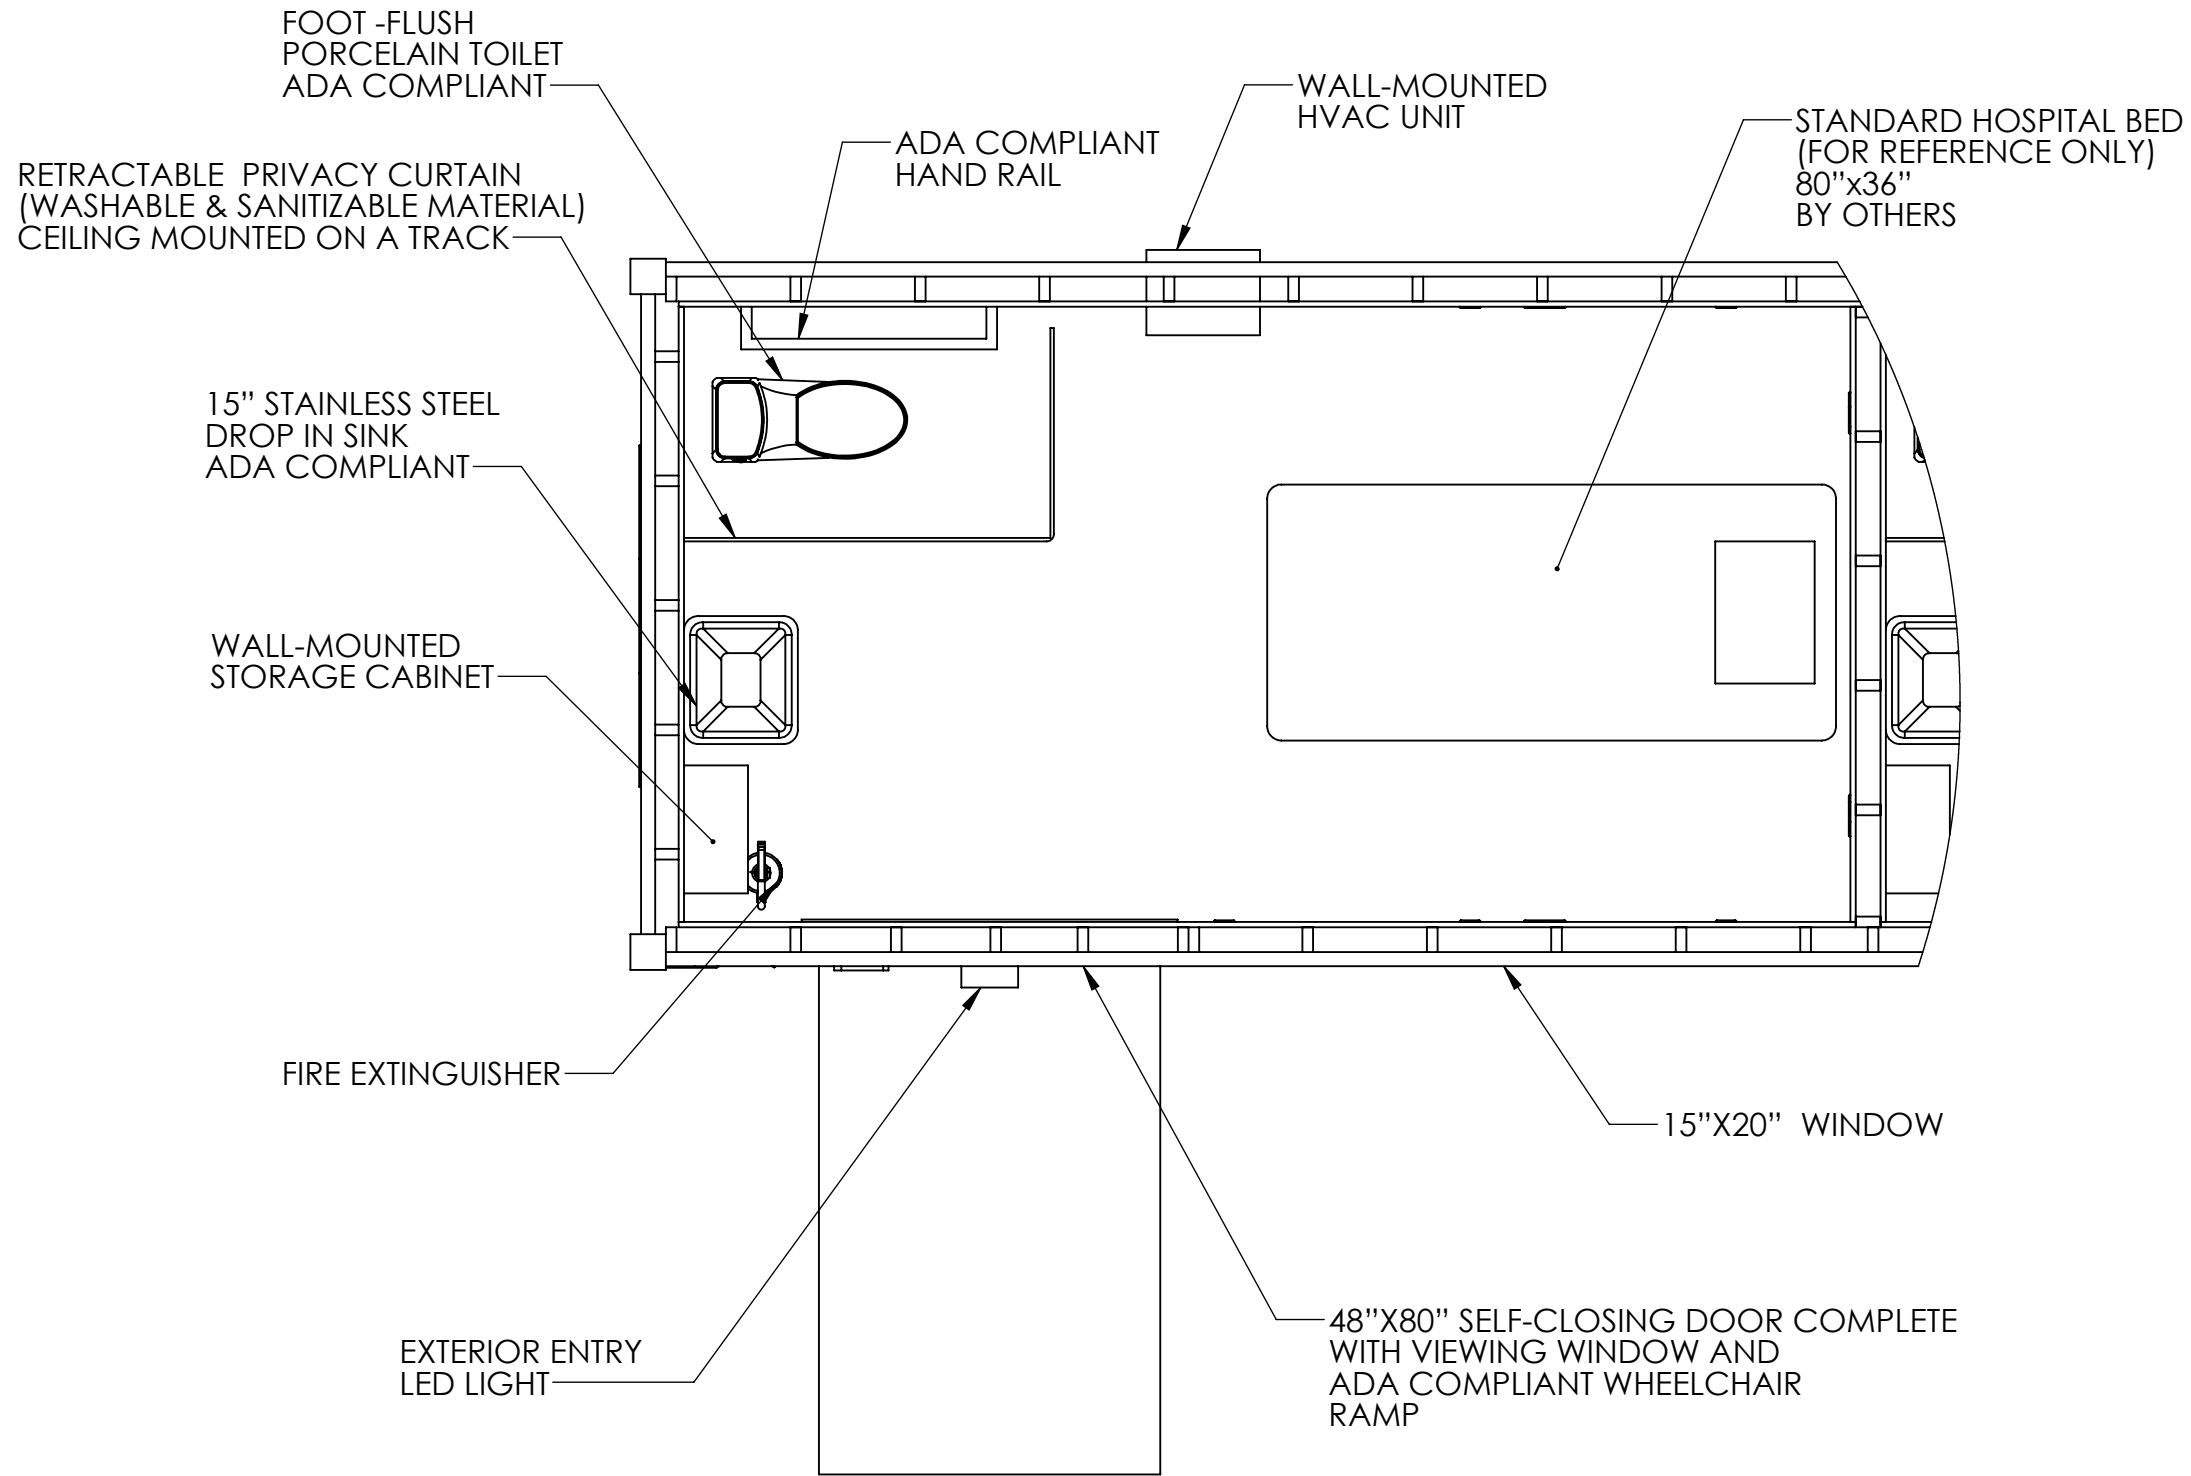 FOOT -FLUSH
PORCELAIN TOILET
ADA COMPLIANT
WALL-MOUNTED
HVAC UNIT
STANDARD HOSPITAL BED
(FOR REFERENCE ONLY)
80”x36”
BY OTHERS
ADA COMPLIANT
HAND RAIL
RETRACTABLE  PRIVACY CURTAIN
(WASHABLE & SANITIZABLE MATERIAL)
CEILING MOUNTED ON A TRACK
15” STAINLESS STEEL
DROP IN SINK
ADA COMPLIANT
WALL-MOUNTED
STORAGE CABINET
FIRE EXTINGUISHER
15”X20”  WINDOW
EXTERIOR ENTRY
LED LIGHT
48”X80” SELF-CLOSING DOOR COMPLETE
WITH VIEWING WINDOW AND
ADA COMPLIANT WHEELCHAIR
RAMP